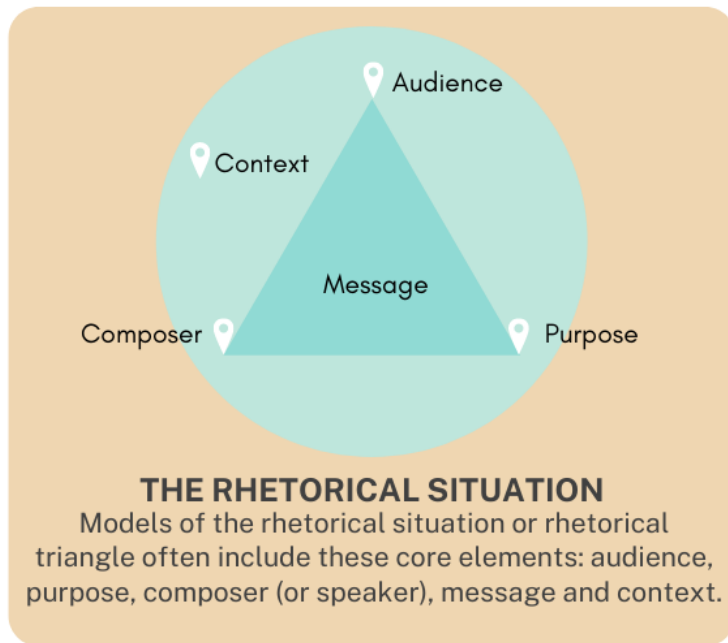 Audience
Context
Message
Composer
Purpose
THE RHETORICAL SITUATION
Models of the rhetorical situation or rhetorical
triangle often include these core elements: audience,
purpose, composer (or speaker), message and context.